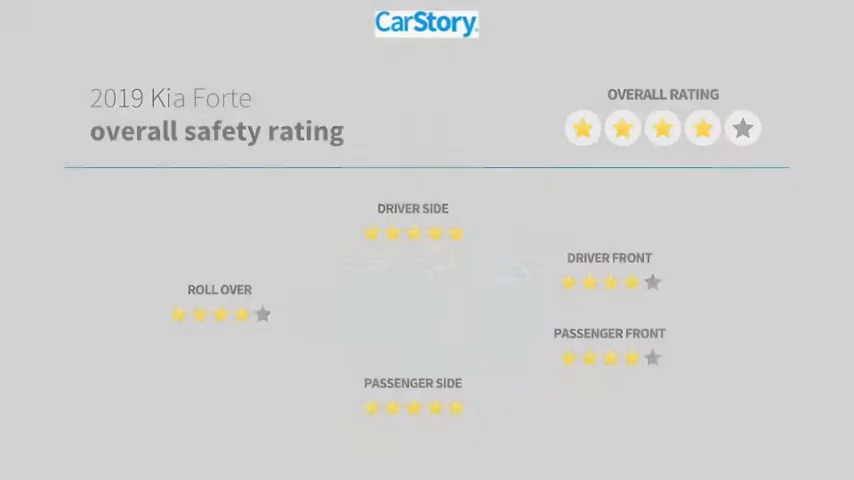 CarStory
2019 Kia Forte
overall safety rating
OVERALL RATING
DRIVER SIDE
DRIVER FRONT
ROLL OVER
PASSENGER FRONT
PASSENGER SIDE